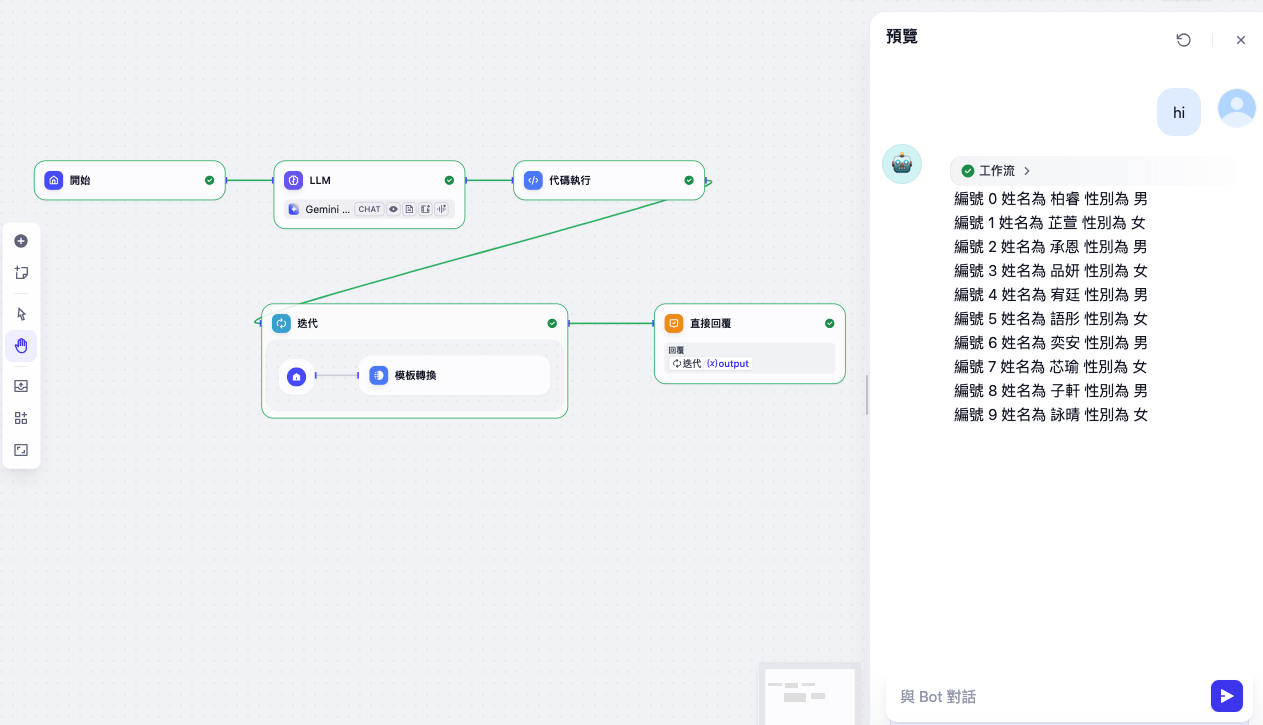 預覽
hi
工作流
編號 0 姓名為 柏睿 性別為 男
編號 1 姓名為 芷萱 性別為 女
編號 2 姓名為 承恩 性別為 男
編號 3 姓名為 品妍 性別為 女
編號 4 姓名為 宥廷 性別為 男
編號 5 姓名為 語彤 性別為 女
編號 6 姓名為 奕安 性別為 男
編號 7 姓名為 芯瑜 性別為 女
編號 8 姓名為 子軒 性別為 男
編號 9 姓名為 詠晴 性別為 女
與 Bot 對話
開始
LLM
Gemini ... CHAT
代碼執行
迭代
模板轉換
直接回覆
回覆
迭代 (x) output